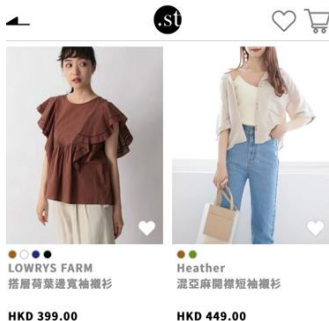 .st
LOWRYS FARM
搭層荷葉邊寬袖襯衫
HKD 399.00
Heather
混亞麻開襟短袖襯衫
HKD 449.00